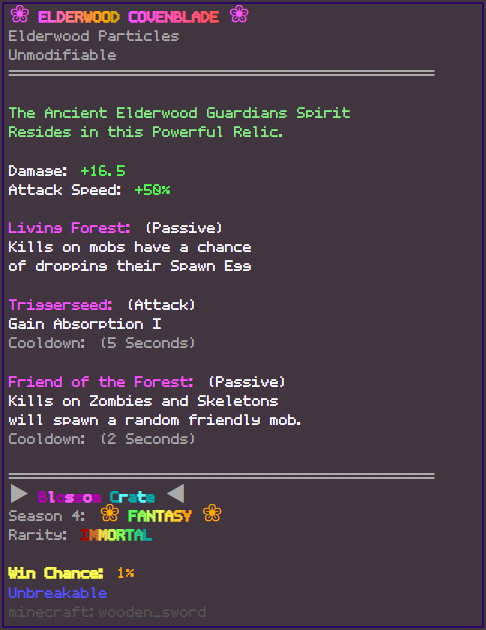 ❀ ELDERWOOD COVENBLADE ❀
Elderwood Particles
Unmodifiable
The Ancient Elderwood Guardians Spirit
Resides in this Powerful Relic.
Damage: +16.5
Attack Speed: +50%
Living Forest: (Passive)
Kills on mobs have a chance
of dropping their Spawn Egg
Triggerseed: (Attack)
Gain Absorption I
Cooldown: (5 Seconds)
Friend of the Forest: (Passive)
Kills on Zombies and Skeletons
will spawn a random friendly mob.
Cooldown: (2 Seconds)
▶ Blossom Crate ◀
Season 4: ❀ FANTASY ❀
Rarity: IMMORTAL
Win Chance: 1%
Unbreakable
minecraft:wooden_sword